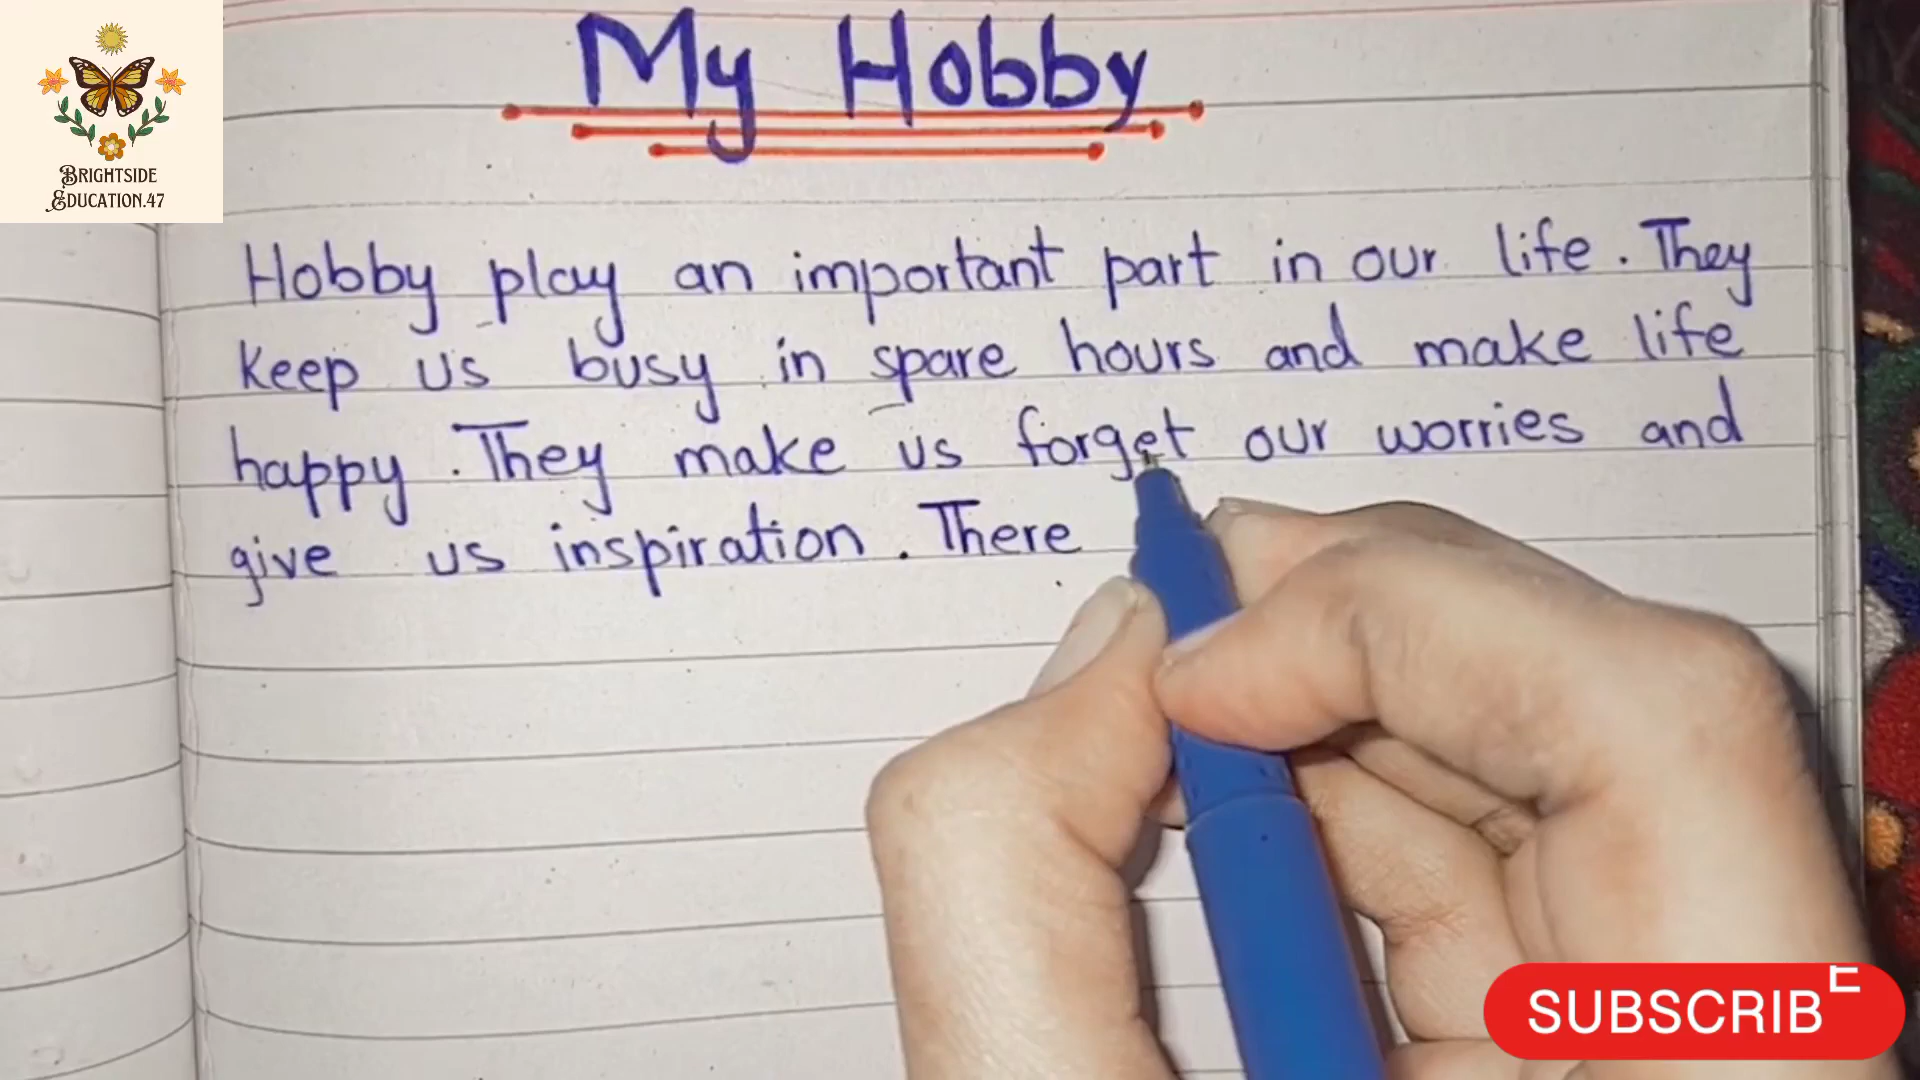 My Hobby
BRIGHTSIDE
EDUCATION.47
Hobby play an important part in our life. They
keep us busy in spare hours and make life
happy. They make us forget our worries and
give us inspiration. There
SUBSCRIBE